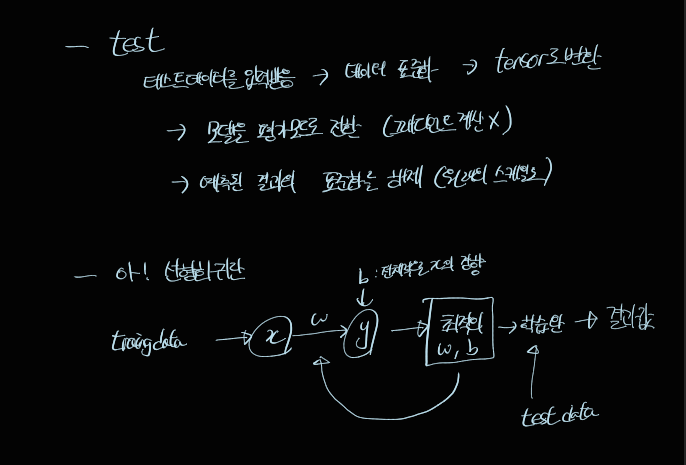 — test
테스트데이터를 입력받음 → 데이터 표준화 → tensor로 변환
→ 모델을 평가모드로 전환 (그래디언트 계산 X)
→ 예측된 결과의 표준화를 해제 (원래의 스케일로)
— 아! 선형회귀란
b : 전체적인 x의 경향
traing data → x w → y → 최적의 w, b → 학습완 → 결과값
test data